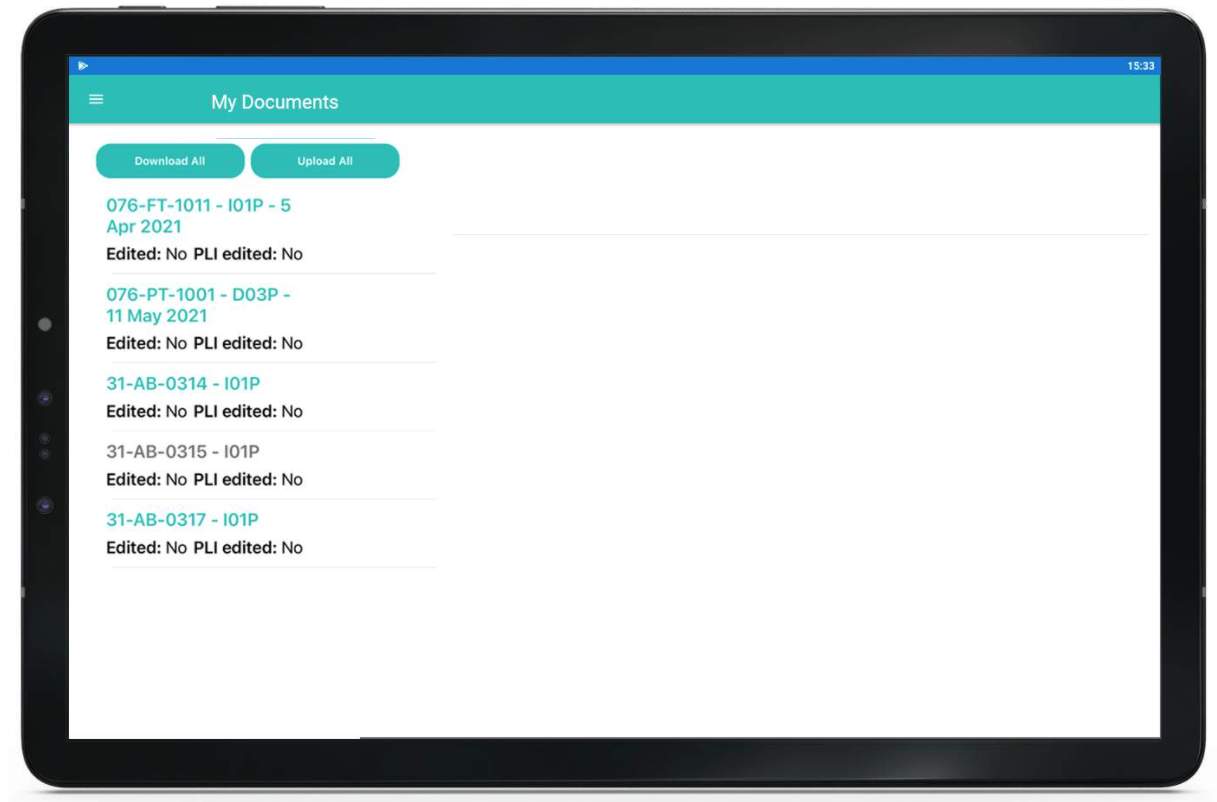 15:33
My Documents
Download All Upload All
076-FT-1011 - I01P - 5
Apr 2021
Edited: No PLI edited: No
076-PT-1001 - D03P -
11 May 2021
Edited: No PLI edited: No
31-AB-0314 - I01P
Edited: No PLI edited: No
31-AB-0315 - I01P
Edited: No PLI edited: No
31-AB-0317 - I01P
Edited: No PLI edited: No